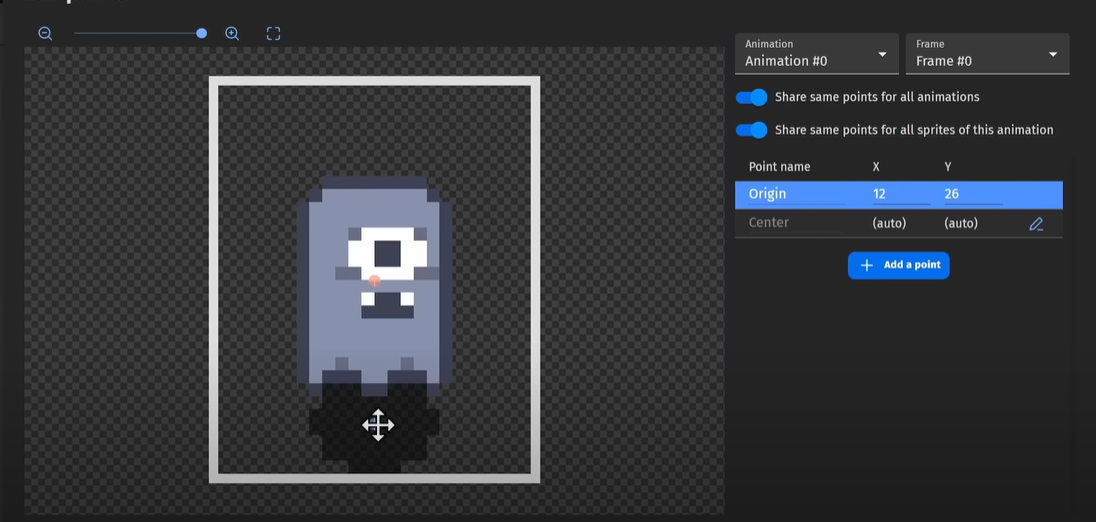 Animation
Animation #0
Frame
Frame #0
Share same points for all animations
Share same points for all sprites of this animation
Point name X Y
Origin 12 26
Center (auto) (auto)
Add a point